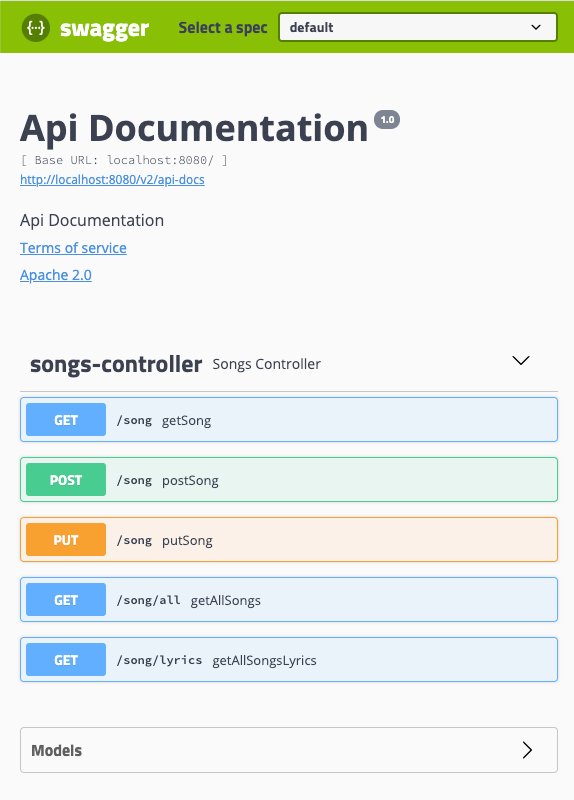 {··} swagger Select a spec default
Api Documentation 1.0
[ Base URL: localhost:8080/ ]
http://localhost:8080/v2/api-docs
Api Documentation
Terms of service
Apache 2.0
songs-controller Songs Controller
GET /song getSong
POST /song postSong
PUT /song putSong
GET /song/all getAllSongs
GET /song/lyrics getAllSongsLyrics
Models